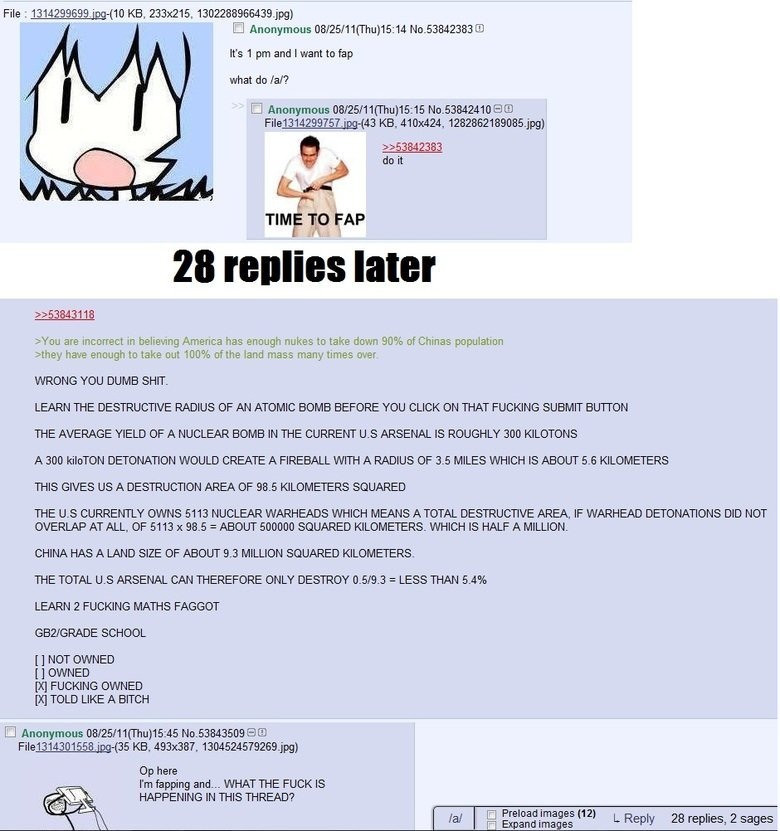 File : 1314299699.jpg-(10 KB, 233x215, 1302288966439.jpg)
Anonymous 08/25/11(Thu)15:14 No.53842383
It's 1 pm and I want to fap
what do /a/?
>> Anonymous 08/25/11(Thu)15:15 No.53842410
File1314299757.jpg-(43 KB, 410x424, 1282862189085.jpg)
>>53842383
do it
TIME TO FAP
28 replies later
>>53843118
>You are incorrect in believing America has enough nukes to take down 90% of Chinas population
>they have enough to take out 100% of the land mass many times over.
WRONG YOU DUMB SHIT.
LEARN THE DESTRUCTIVE RADIUS OF AN ATOMIC BOMB BEFORE YOU CLICK ON THAT FUCKING SUBMIT BUTTON
THE AVERAGE YIELD OF A NUCLEAR BOMB IN THE CURRENT U.S ARSENAL IS ROUGHLY 300 KILOTONS
A 300 kiloTON DETONATION WOULD CREATE A FIREBALL WITH A RADIUS OF 3.5 MILES WHICH IS ABOUT 5.6 KILOMETERS
THIS GIVES US A DESTRUCTION AREA OF 98.5 KILOMETERS SQUARED
THE U.S CURRENTLY OWNS 5113 NUCLEAR WARHEADS WHICH MEANS A TOTAL DESTRUCTIVE AREA, IF WARHEAD DETONATIONS DID NOT
OVERLAP AT ALL, OF 5113 x 98.5 = ABOUT 500000 SQUARED KILOMETERS. WHICH IS HALF A MILLION.
CHINA HAS A LAND SIZE OF ABOUT 9.3 MILLION SQUARED KILOMETERS.
THE TOTAL U.S ARSENAL CAN THEREFORE ONLY DESTROY 0.5/9.3 = LESS THAN 5.4%
LEARN 2 FUCKING MATHS FAGGOT
GB2/GRADE SCHOOL
[ ] NOT OWNED
[ ] OWNED
[X] FUCKING OWNED
[X] TOLD LIKE A BITCH
Anonymous 08/25/11(Thu)15:45 No.53843509
File1314301558.jpg-(35 KB, 493x387, 1304524579269.jpg)
Op here
I'm fapping and... WHAT THE FUCK IS
HAPPENING IN THIS THREAD?
/a/
Preload images (12)
Expand images
Reply
28 replies, 2 sages